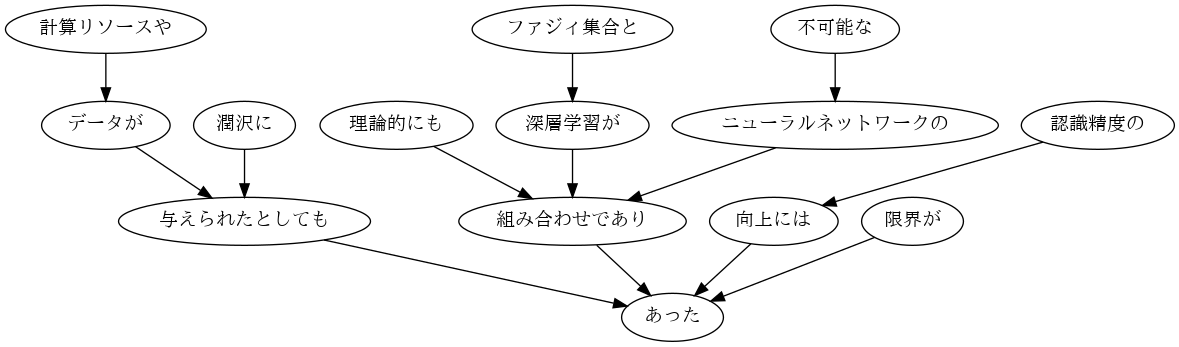 計算リソースや
ファジィ集合と
不可能な
データが
潤沢に
理論的にも
深層学習が
ニューラルネットワークの
認識精度の
与えられたとしても
組み合わせであり
向上には
限界が
あった